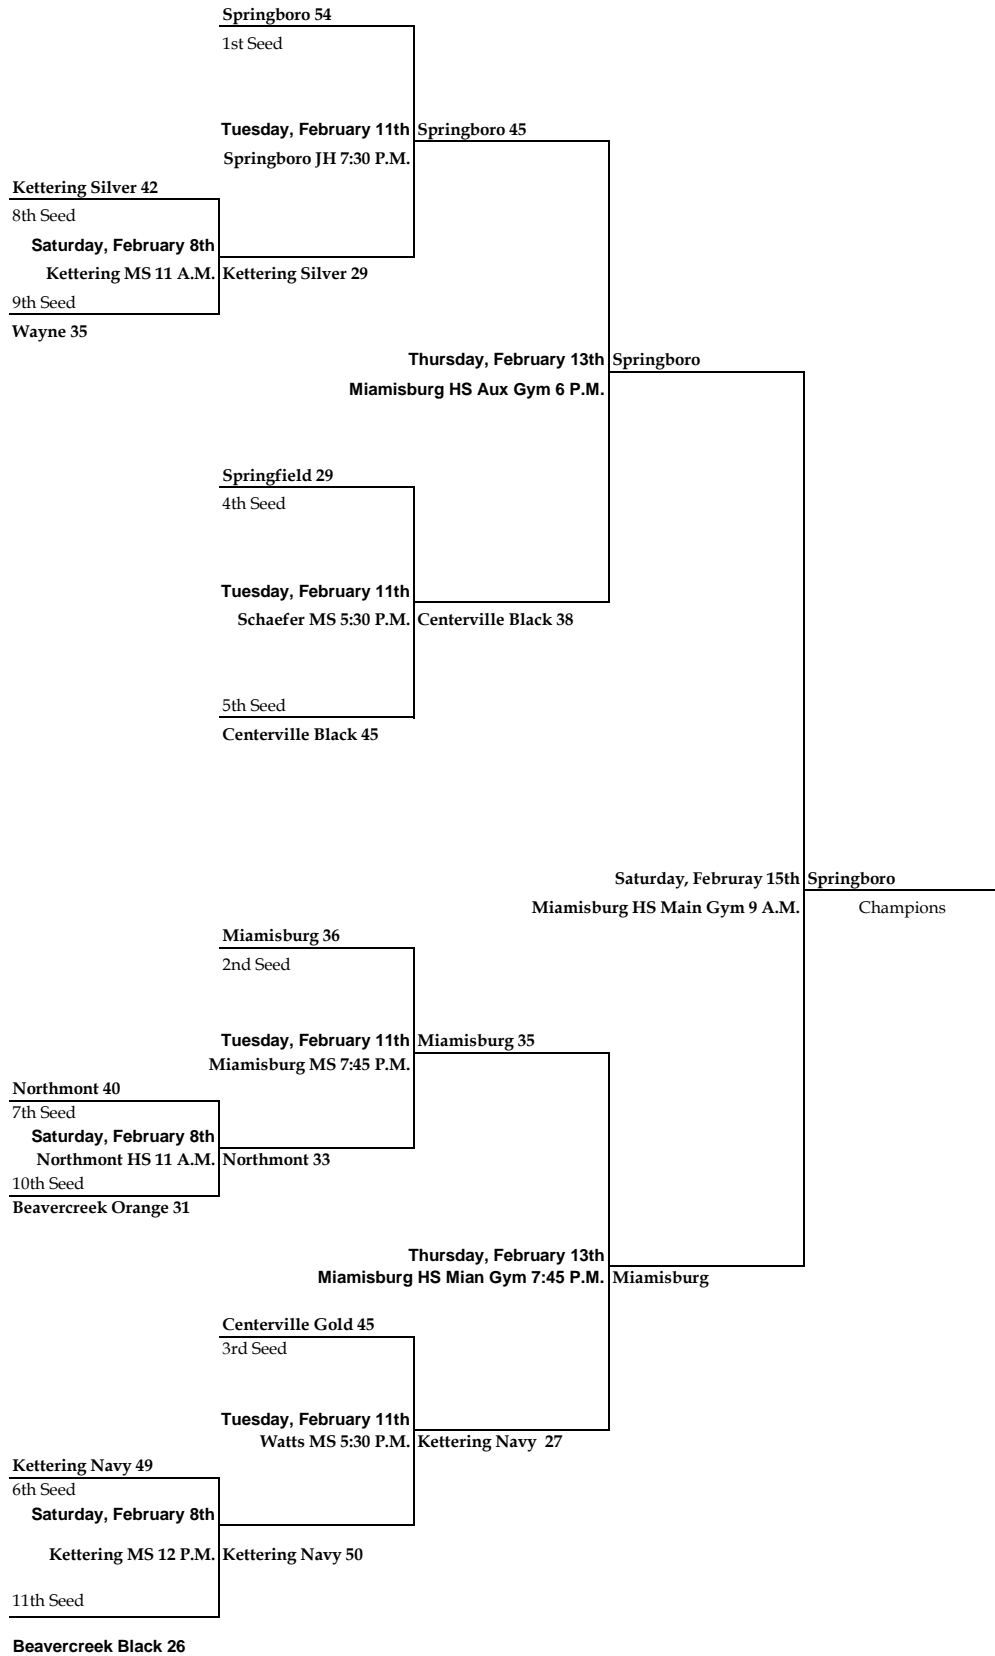 Springboro 54
1st Seed
Tuesday, February 11th Springboro 45
Springboro JH 7:30 P.M.
Kettering Silver 42
8th Seed
Saturday, February 8th
Kettering MS 11 A.M. Kettering Silver 29
9th Seed
Wayne 35
Thursday, February 13th Springboro
Miamisburg HS Aux Gym 6 P.M.
Springfield 29
4th Seed
Tuesday, February 11th
Schaefer MS 5:30 P.M. Centerville Black 38
5th Seed
Centerville Black 45
Saturday, Februray 15th Springboro
Miamisburg HS Main Gym 9 A.M. Champions
Miamisburg 36
2nd Seed
Tuesday, February 11th Miamisburg 35
Miamisburg MS 7:45 P.M.
Northmont 40
7th Seed
Saturday, February 8th
Northmont HS 11 A.M. Northmont 33
10th Seed
Beavercreek Orange 31
Thursday, February 13th
Miamisburg HS Mian Gym 7:45 P.M. Miamisburg
Centerville Gold 45
3rd Seed
Tuesday, February 11th
Watts MS 5:30 P.M. Kettering Navy 27
Kettering Navy 49
6th Seed
Saturday, February 8th
Kettering MS 12 P.M. Kettering Navy 50
11th Seed
Beavercreek Black 26